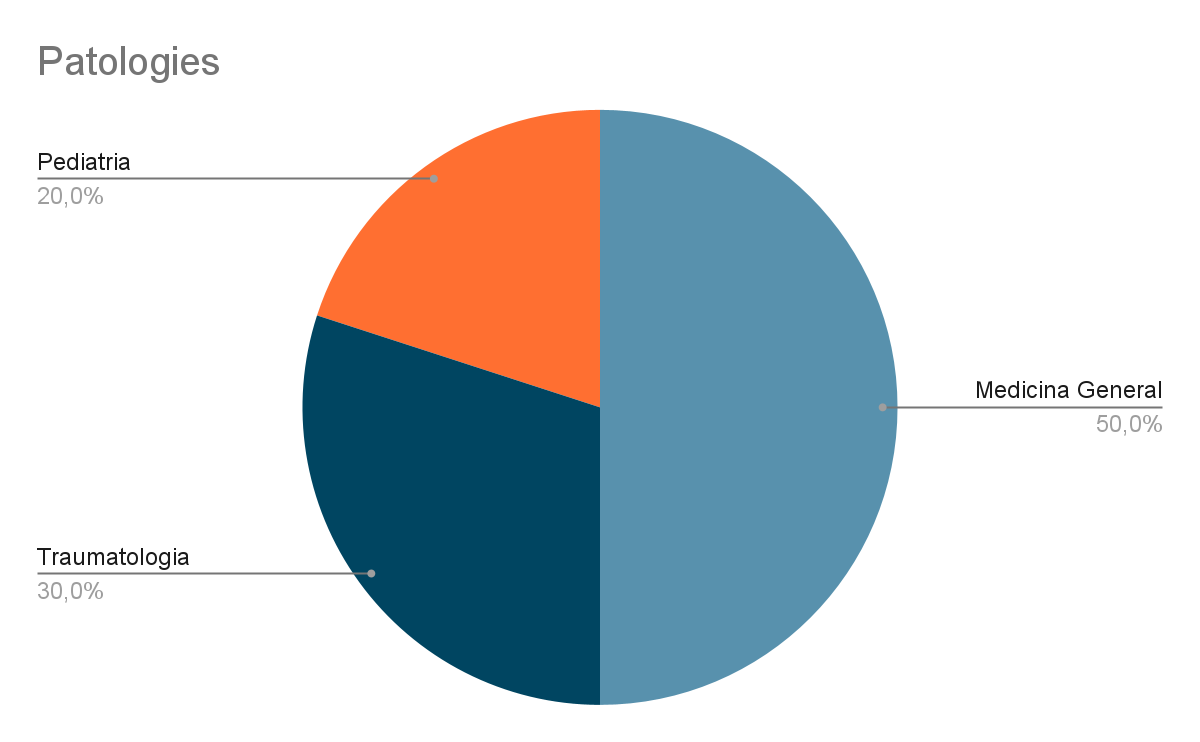 Patologies
Pediatria
20,0%
Medicina General
50,0%
Traumatologia
30,0%